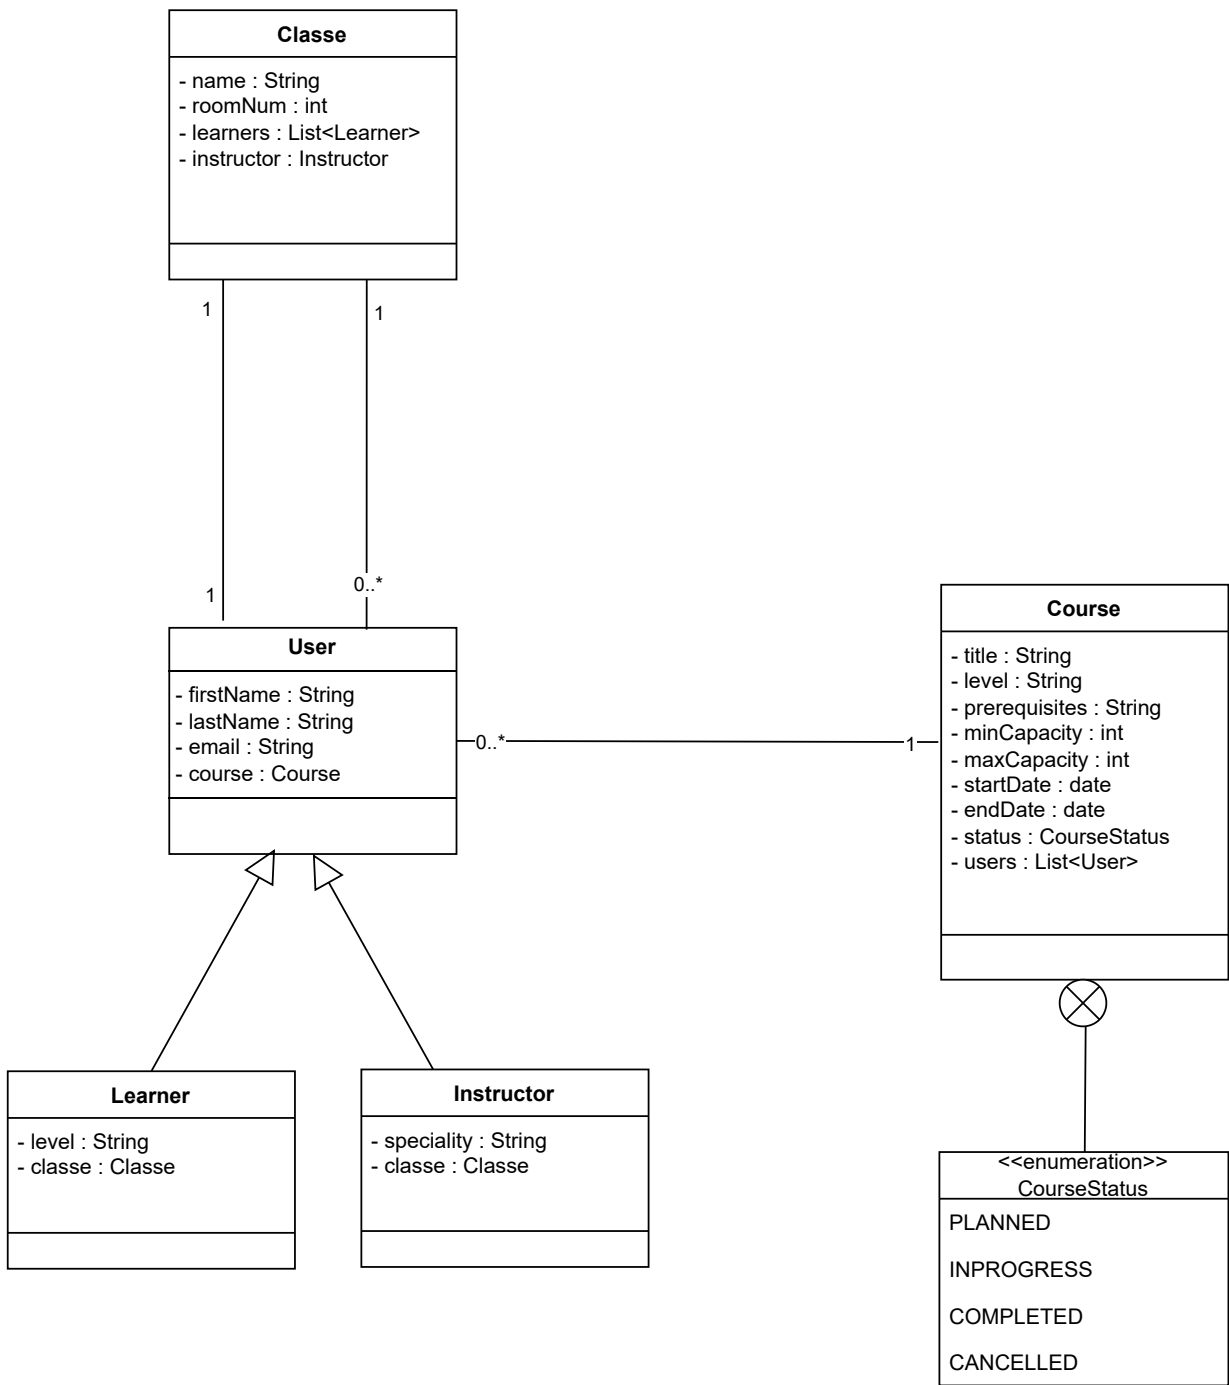 Classe
- name : String
- roomNum : int
- learners : List<Learner>
- instructor : Instructor
1
1
1
0..*
User
- firstName : String
- lastName : String
- email : String
- course : Course
0..*
1
Course
- title : String
- level : String
- prerequisites : String
- minCapacity : int
- maxCapacity : int
- startDate : date
- endDate : date
- status : CourseStatus
- users : List<User>
Learner
- level : String
- classe : Classe
Instructor
- speciality : String
- classe : Classe
<<enumeration>>
CourseStatus
PLANNED
INPROGRESS
COMPLETED
CANCELLED